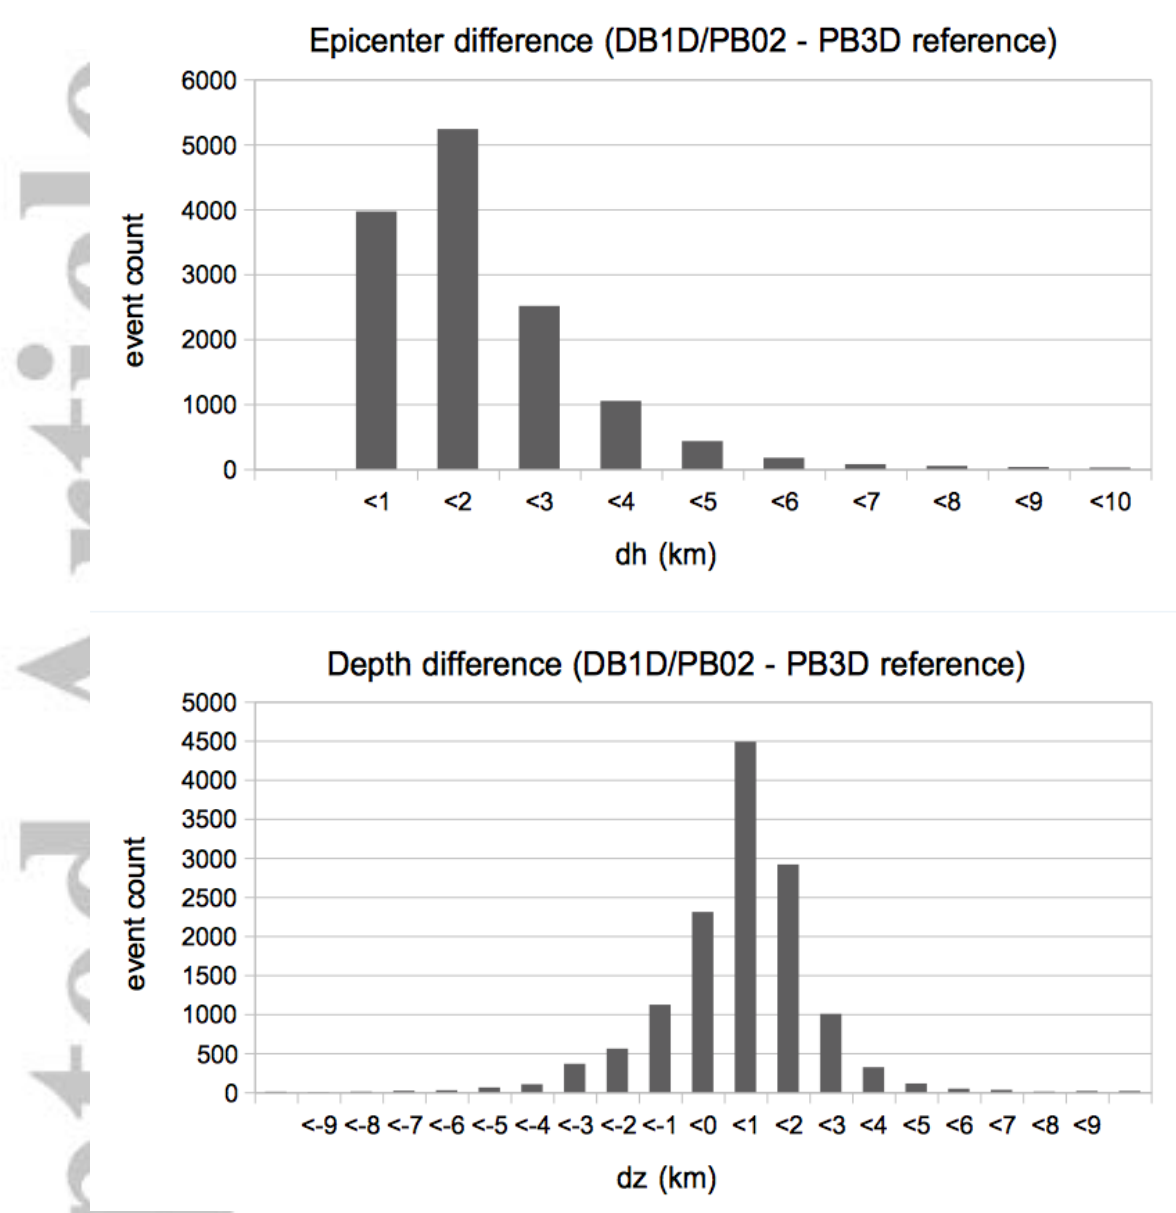 Epicenter difference (DB1D/PB02 - PB3D reference)
6000
5000
4000
3000
2000
1000
0
event count
<1 <2 <3 <4 <5 <6 <7 <8 <9 <10
dh (km)
Depth difference (DB1D/PB02 - PB3D reference)
5000
4500
4000
3500
3000
2500
2000
1500
1000
500
0
event count
<-9 <-8 <-7 <-6 <-5 <-4 <-3 <-2 <-1 <0 <1 <2 <3 <4 <5 <6 <7 <8 <9
dz (km)